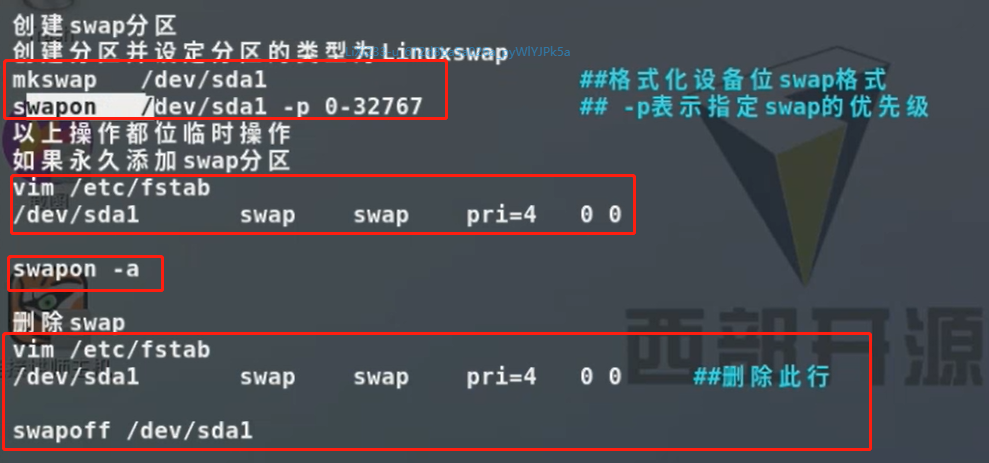 创建swap分区
创建分区并设定分区的类型为Linuxswap
mkswap /dev/sda1 ##格式化设备位swap格式
swapon /dev/sda1 -p 0-32767 ## -p表示指定swap的优先级
以上操作都位临时操作
如果永久添加swap分区
vim /etc/fstab
/dev/sda1 swap swap pri=4 0 0
swapon -a
删除swap
vim /etc/fstab
/dev/sda1 swap swap pri=4 0 0 ##删除此行
swapoff /dev/sda1
西部开源